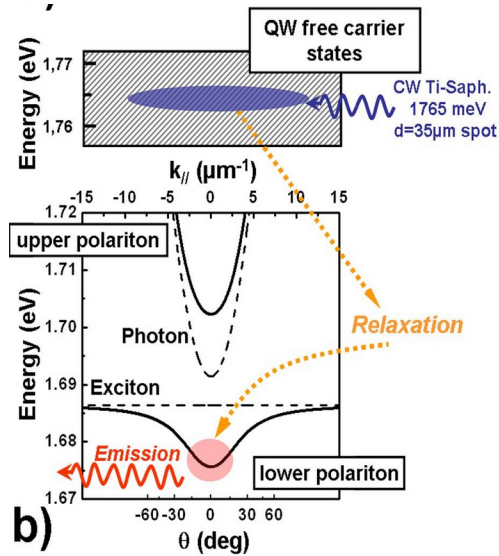 QW free carrier
states
1,77
1,76
Energy (eV)
CW Ti-Saph.
1765 meV
d=35µm spot
k// (µm-1)
-15 -10 -5 0 5 10 15
1.72
1.71
1.70
1.69
1.68
1.67
Energy (eV)
upper polariton
Photon
Relaxation
Exciton
Emission
lower polariton
-60 -30 0 30 60
θ (deg)
b)